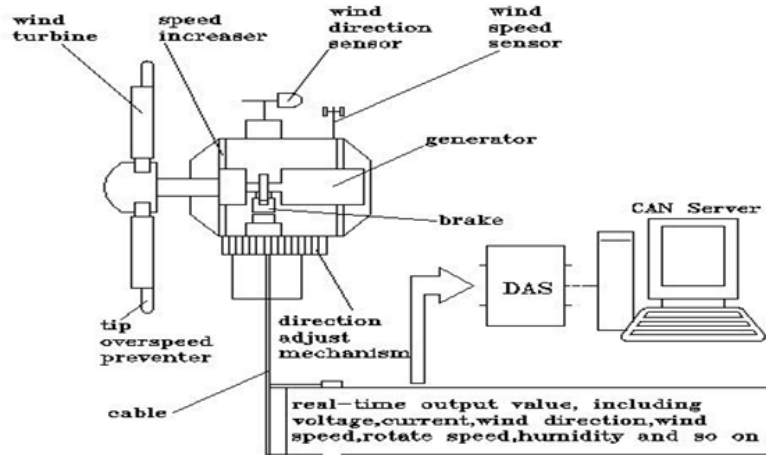 wind
turbine
speed
increaser
wind
direction
sensor
wind
speed
sensor
generator
brake
CAN Server
DAS
tip
overspeed
preventer
direction
adjust
mechanism
cable
real-time output value, including
voltage,current,wind direction,wind
speed,rotate speed,humidity and so on